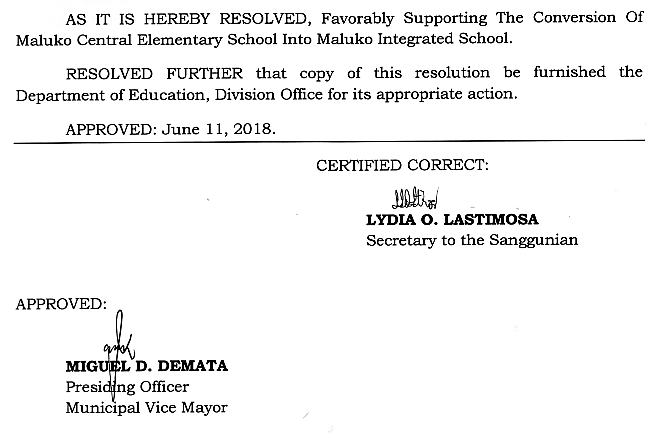 AS IT IS HEREBY RESOLVED, Favorably Supporting The Conversion Of
Maluko Central Elementary School Into Maluko Integrated School.
RESOLVED FURTHER that copy of this resolution be furnished the
Department of Education, Division Office for its appropriate action.
APPROVED: June 11, 2018.
CERTIFIED CORRECT:
LYDIA O. LASTIMOSA
Secretary to the Sanggunian
APPROVED:
MIGUEL D. DEMATA
Presiding Officer
Municipal Vice Mayor